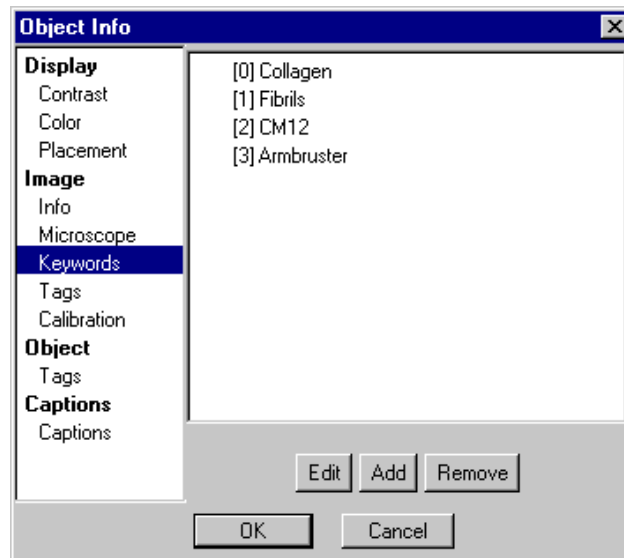 Object Info
Display
Contrast
Color
Placement
Image
Info
Microscope
Keywords
Tags
Calibration
Object
Tags
Captions
Captions
[0] Collagen
[1] Fibrils
[2] CM12
[3] Armbruster
Edit Add Remove
OK Cancel